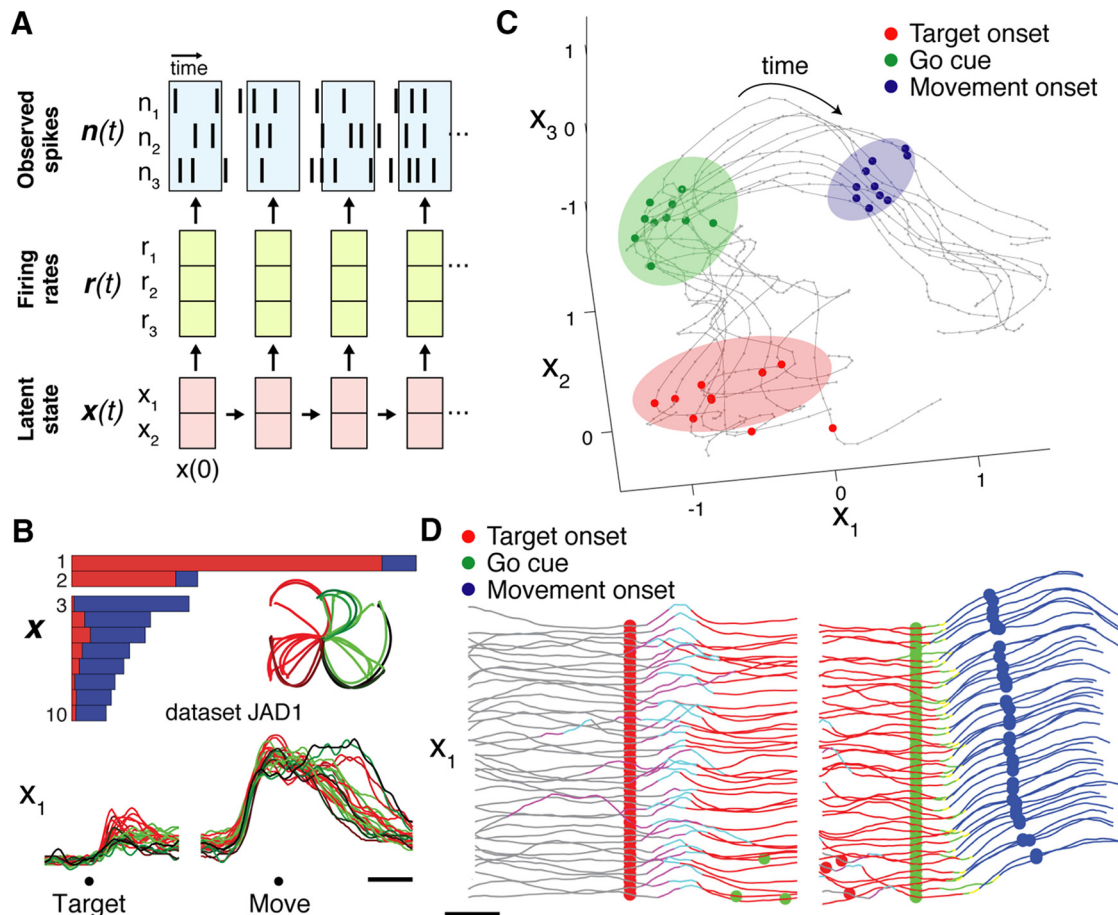 A
time
Observed
spikes
n(t)
n1
n2
n3
...
Firing
rates
r(t)
r1
r2
r3
...
Latent
state
x(t)
x1
x2
...
x(0)
B
1
2
3
10
x
dataset JAD1
X1
Target
Move
C
Target onset
Go cue
Movement onset
time
1
X3
0
-1
1
X2
0
-1
0
1
X1
D
Target onset
Go cue
Movement onset
X1